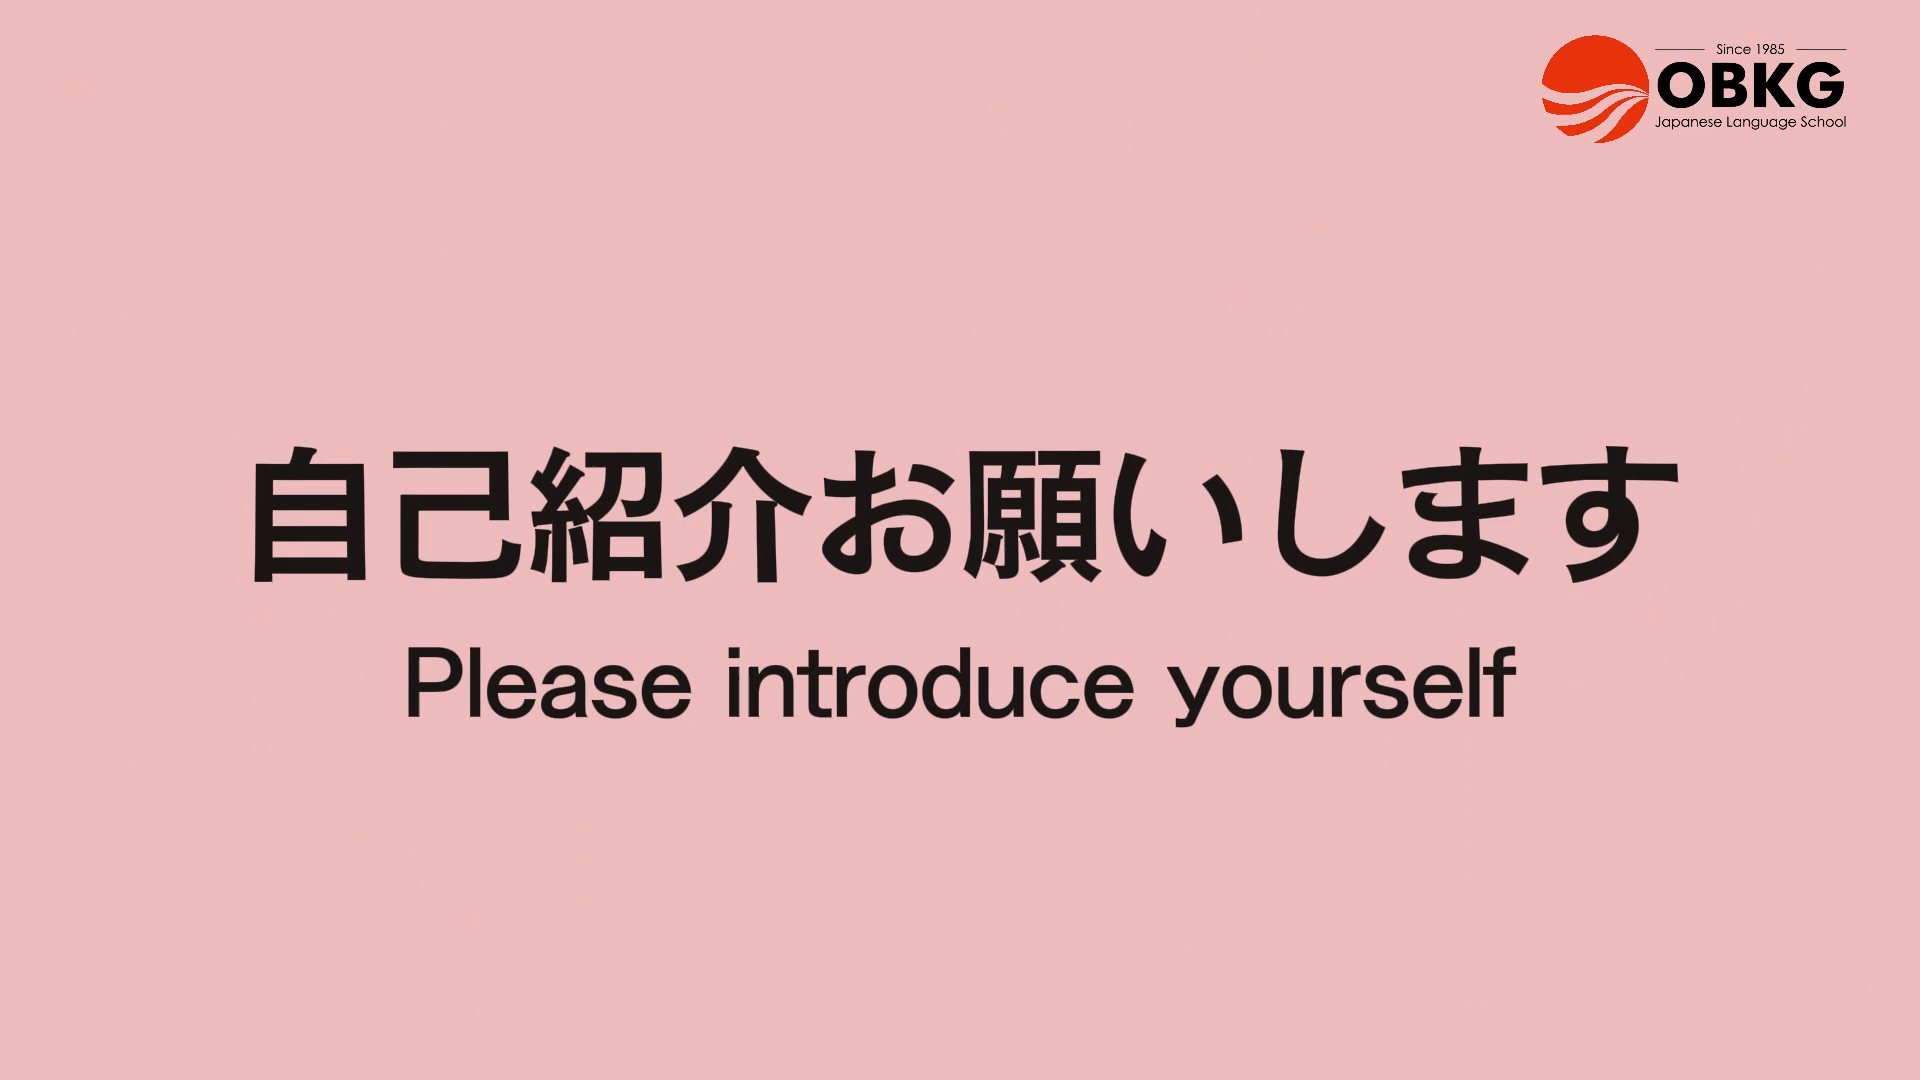 Since 1985
OBKG
Japanese Language School
自己紹介お願いします
Please introduce yourself